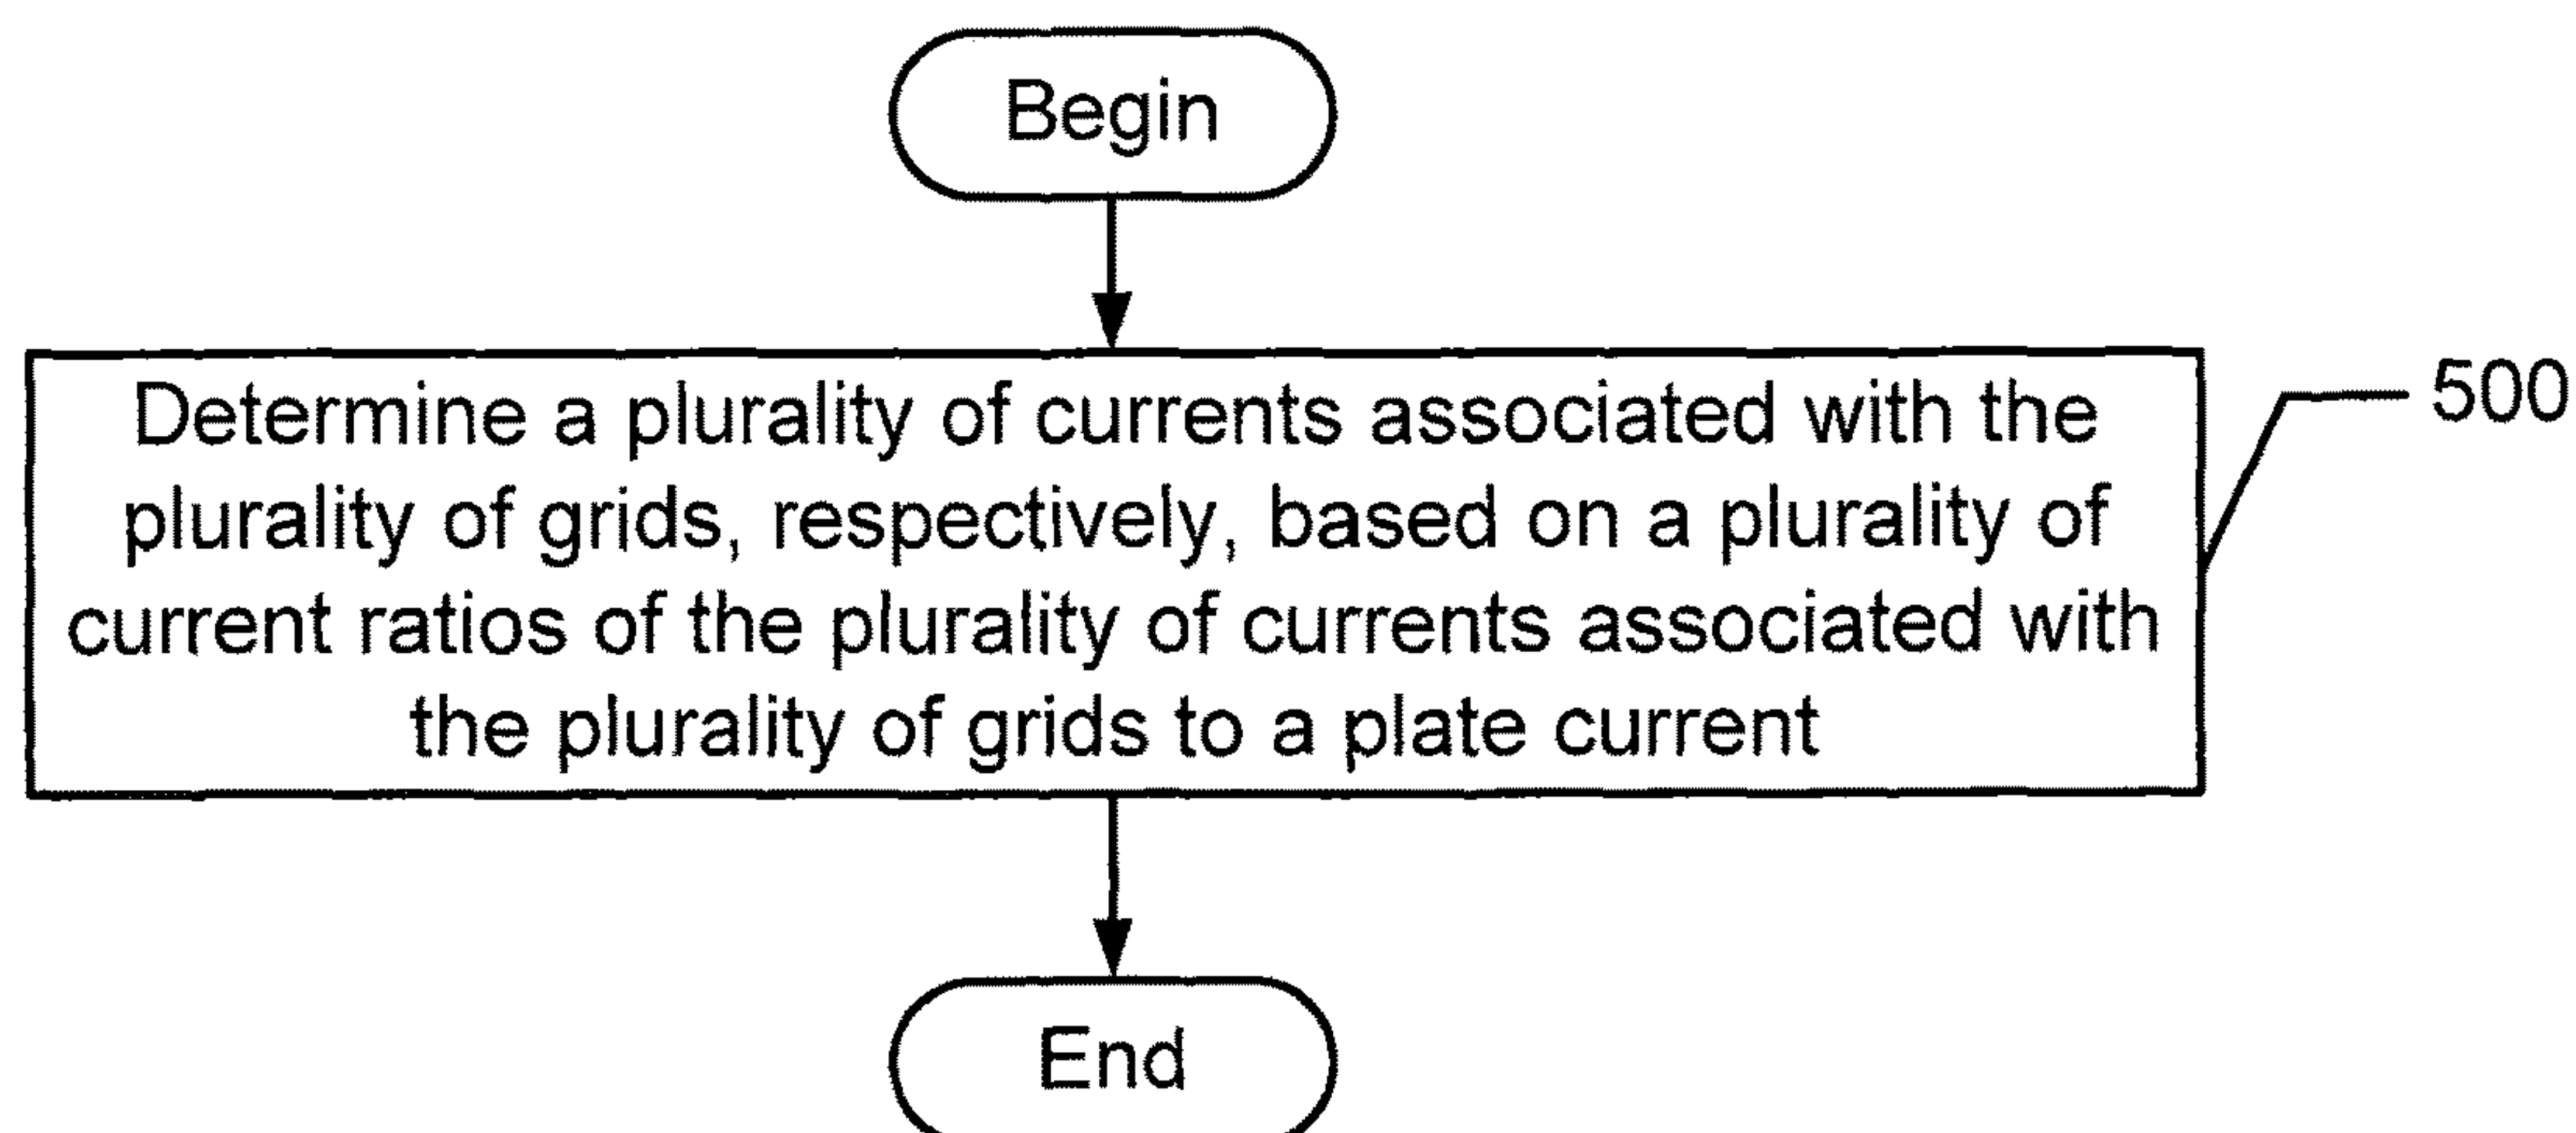 Begin
Determine a plurality of currents associated with the
plurality of grids, respectively, based on a plurality of
current ratios of the plurality of currents associated with
the plurality of grids to a plate current
500
End